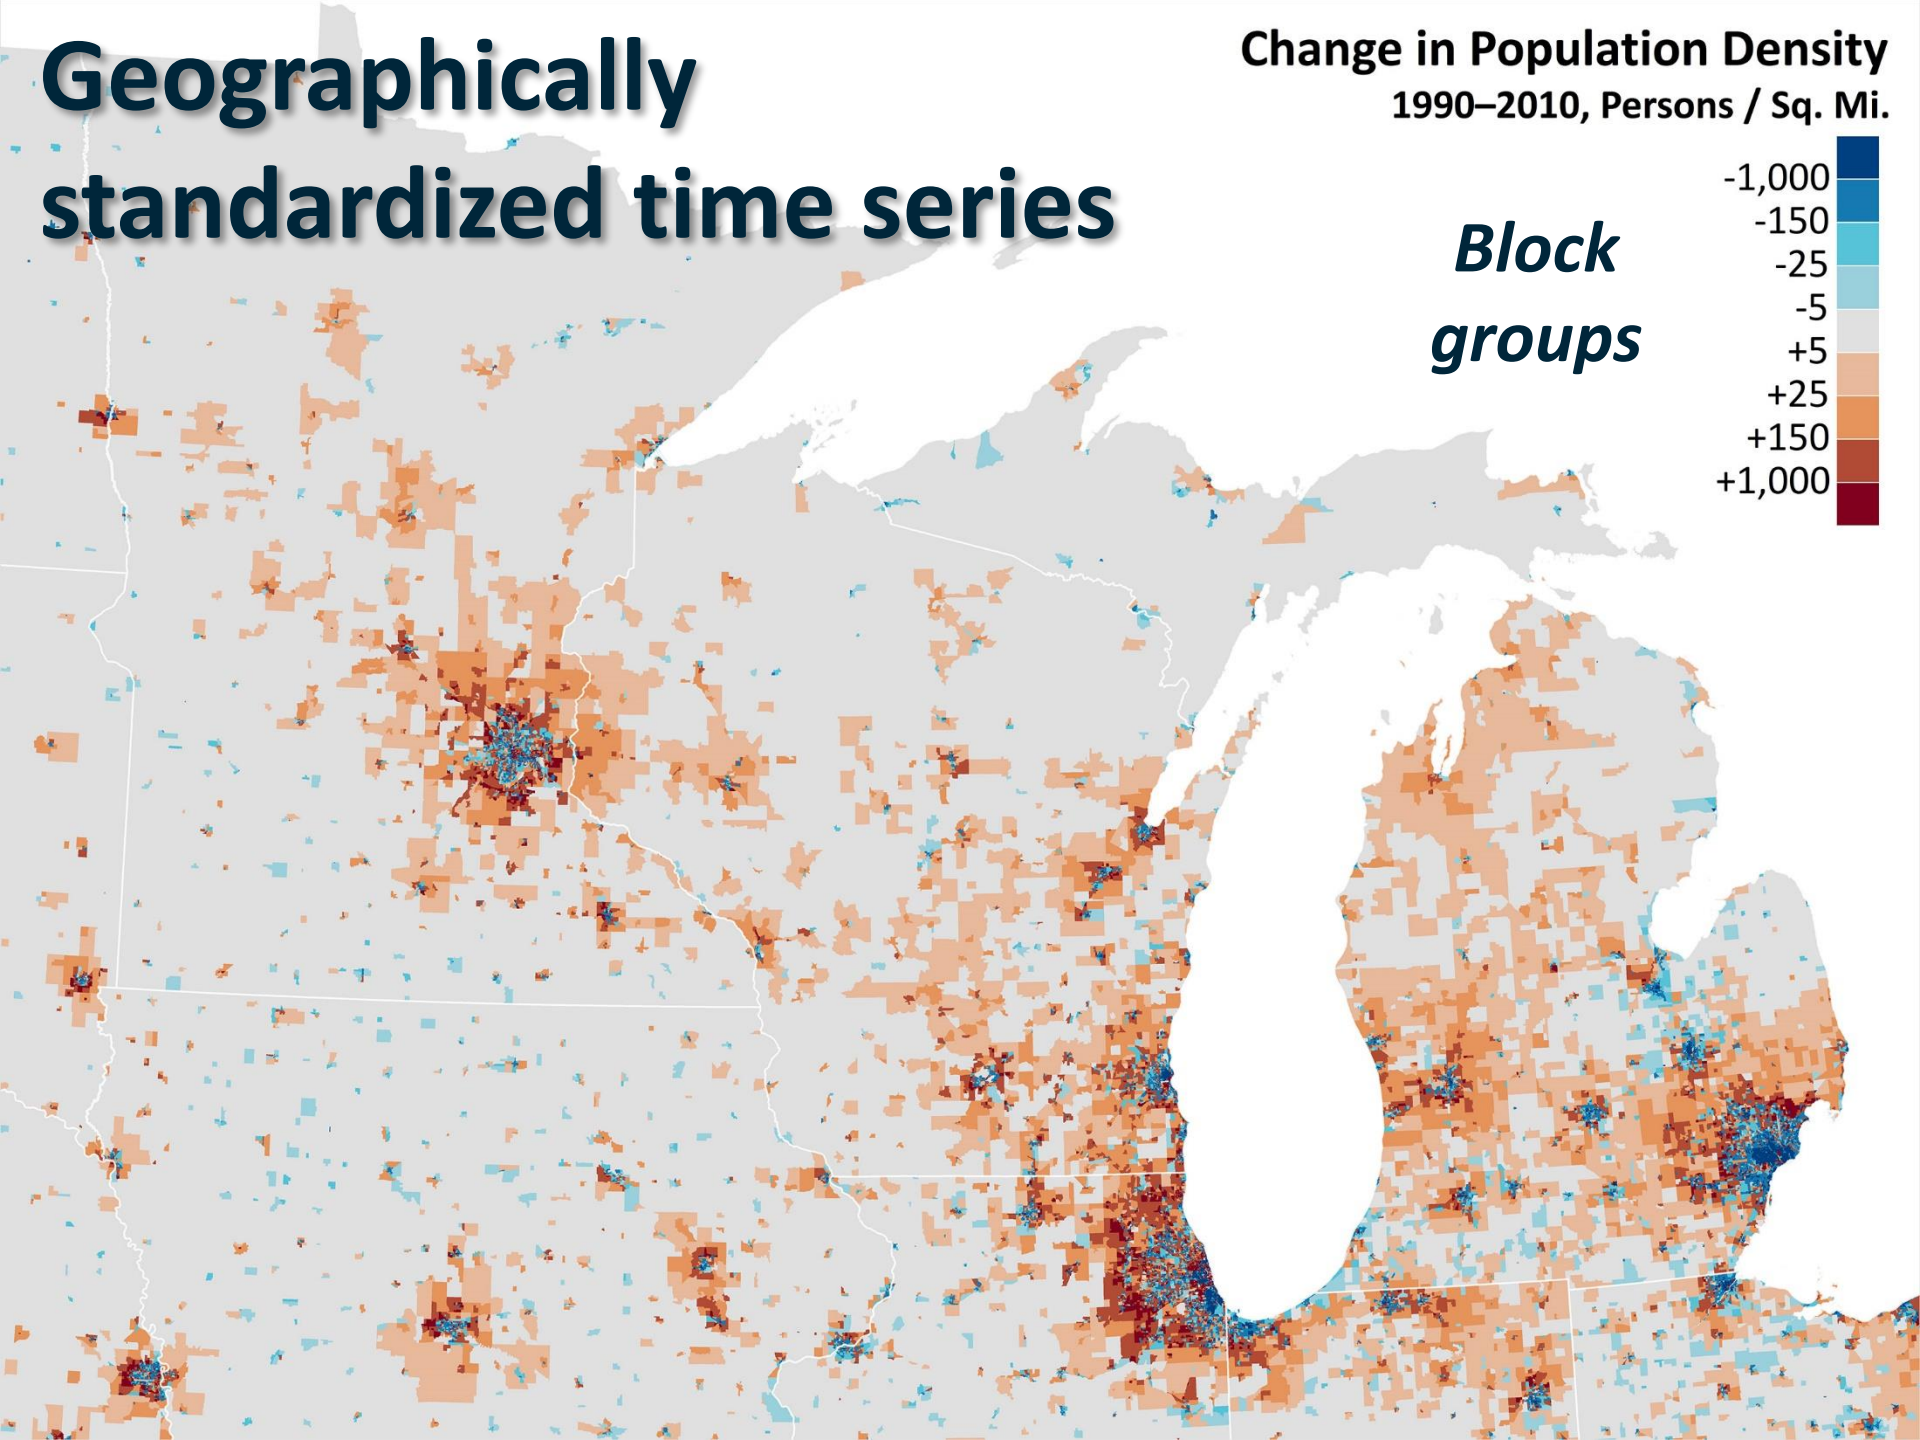 Geographically
standardized time series
Change in Population Density
1990–2010, Persons / Sq. Mi.
Block
groups
-1,000
-150
-25
-5
+5
+25
+150
+1,000